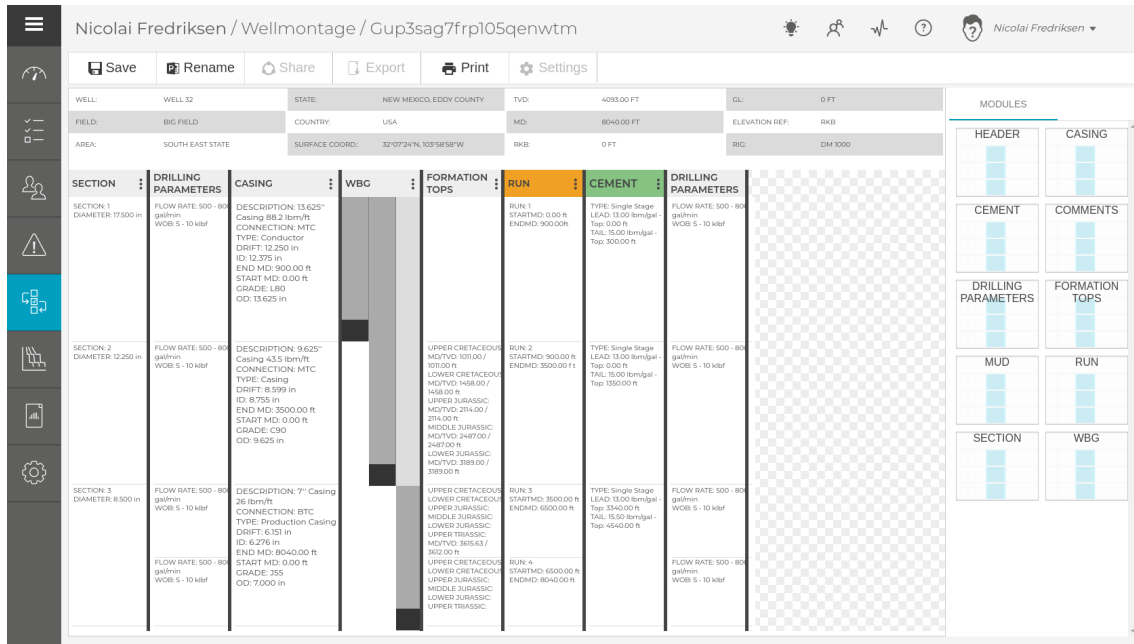 Nicolai Fredriksen / Wellmontage / Gup3sag7frp105qenwtm
Nicolai Fredriksen
Save Rename Share Export Print Settings
WELL: WELL 32 STATE: NEW MEXICO, EDDY COUNTY TVD: 4093.00 FT GL: 0 FT
FIELD: BIG FIELD COUNTRY: USA MD: 8040.00 FT ELEVATION REF: RKB
AREA: SOUTH EAST STATE SURFACE COORD.: 32°07'24"N, 103°58'58"W RKB: 0 FT RIG: DM 1000
SECTION
DRILLING
PARAMETERS
CASING
WBG
FORMATION
TOPS
RUN
CEMENT
DRILLING
PARAMETERS
SECTION: 1
DIAMETER: 17.500 in
FLOW RATE: 500 - 80
gal/min
WOB: 5 - 10 klbf
DESCRIPTION: 13.625"
Casing 88.2 lbm/ft
CONNECTION: MTC
TYPE: Conductor
DRIFT: 12.250 in
ID: 12.375 in
END MD: 900.00 ft
START MD: 0.00 ft
GRADE: L80
OD: 13.625 in
RUN: 1
STARTMD: 0.00 ft
ENDMD: 900.00ft
TYPE: Single Stage
LEAD: 13.00 lbm/gal -
Top: 0.00 ft
TAIL: 15.00 lbm/gal -
Top: 300.00 ft
FLOW RATE: 500 - 80
gal/min
WOB: 5 - 10 klbf
SECTION: 2
DIAMETER: 12.250 in
FLOW RATE: 500 - 80
gal/min
WOB: 5 - 10 klbf
DESCRIPTION: 9.625"
Casing 43.5 lbm/ft
CONNECTION: MTC
TYPE: Casing
DRIFT: 8.599 in
ID: 8.755 in
END MD: 3500.00 ft
START MD: 0.00 ft
GRADE: C90
OD: 9.625 in
UPPER CRETACEOUS
MD/TVD: 1011.00 /
1011.00 ft
LOWER CRETACEOUS
MD/TVD: 1458.00 /
1458.00 ft
UPPER JURASSIC:
MD/TVD: 2114.00 /
2114.00 ft
MIDDLE JURASSIC:
MD/TVD: 2487.00 /
2487.00 ft
LOWER JURASSIC:
MD/TVD: 3189.00 /
3189.00 ft
RUN: 2
STARTMD: 900.00 ft
ENDMD: 3500.00 f t
TYPE: Single Stage
LEAD: 13.00 lbm/gal -
Top: 0.00 ft
TAIL: 15.00 lbm/gal -
Top: 1350.00 ft
FLOW RATE: 500 - 80
gal/min
WOB: 5 - 10 klbf
SECTION: 3
DIAMETER: 8.500 in
FLOW RATE: 500 - 80
gal/min
WOB: 5 - 10 klbf
FLOW RATE: 500 - 80
gal/min
WOB: 5 - 10 klbf
DESCRIPTION: 7" Casing
26 lbm/ft
CONNECTION: BTC
TYPE: Production Casing
DRIFT: 6.151 in
ID: 6.276 in
END MD: 8040.00 ft
START MD: 0.00 ft
GRADE: J55
OD: 7.000 in
UPPER CRETACEOUS
LOWER CRETACEOUS
UPPER JURASSIC:
MIDDLE JURASSIC:
LOWER JURASSIC:
UPPER TRIASSIC:
MD/TVD: 3615.63 /
3612.00 ft
UPPER CRETACEOUS
LOWER CRETACEOUS
UPPER JURASSIC:
MIDDLE JURASSIC:
LOWER JURASSIC:
UPPER TRIASSIC:
RUN: 3
STARTMD: 3500.00 ft
ENDMD: 6500.00 ft
RUN: 4
STARTMD: 6500.00 ft
ENDMD: 8040.00 ft
TYPE: Single Stage
LEAD: 13.00 lbm/gal -
Top: 3340.00 ft
TAIL: 15.50 lbm/gal -
Top: 4540.00 ft
FLOW RATE: 500 - 80
gal/min
WOB: 5 - 10 klbf
FLOW RATE: 500 - 80
gal/min
WOB: 5 - 10 klbf
MODULES
HEADER CASING
CEMENT COMMENTS
DRILLING
PARAMETERS
FORMATION
TOPS
MUD RUN
SECTION WBG